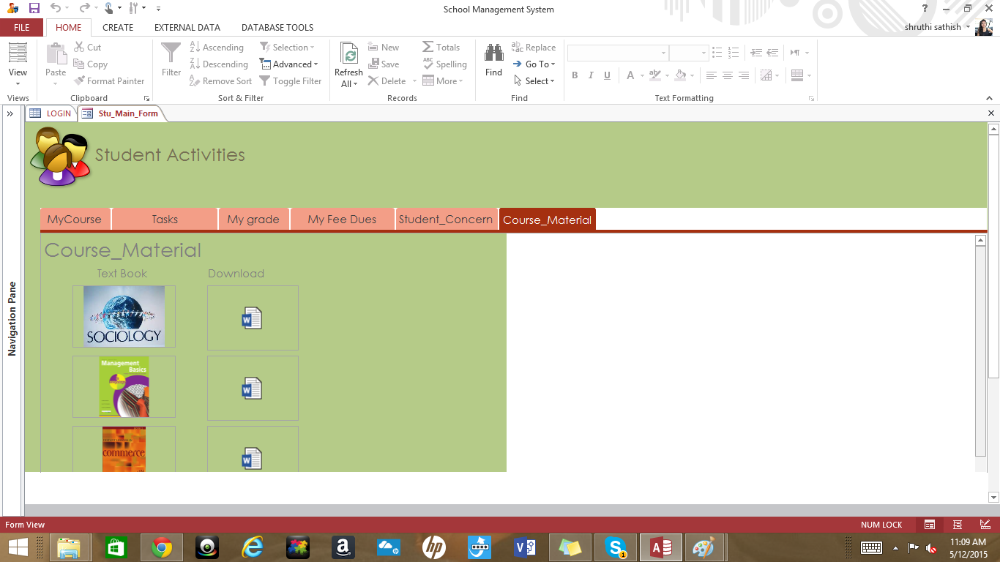 School Management System
?
FILE HOME CREATE EXTERNAL DATA DATABASE TOOLS shruthi sathish
View
Paste
Cut
Copy
Format Painter
Filter
Ascending
Descending
Remove Sort
Selection
Advanced
Toggle Filter
Refresh
All
New
Save
Delete
Totals
Spelling
More
Find
Replace
Go To
Select
B I U A
Views Clipboard Sort & Filter Records Find Text Formatting
LOGIN Stu_Main_Form
Navigation Pane
Student Activities
MyCourse Tasks My grade My Fee Dues Student_Concern Course_Material
Course_Material
Text Book Download
SOCIOLOGY
Management
Basics
commerce
Form View NUM LOCK
11:09 AM
5/12/2015